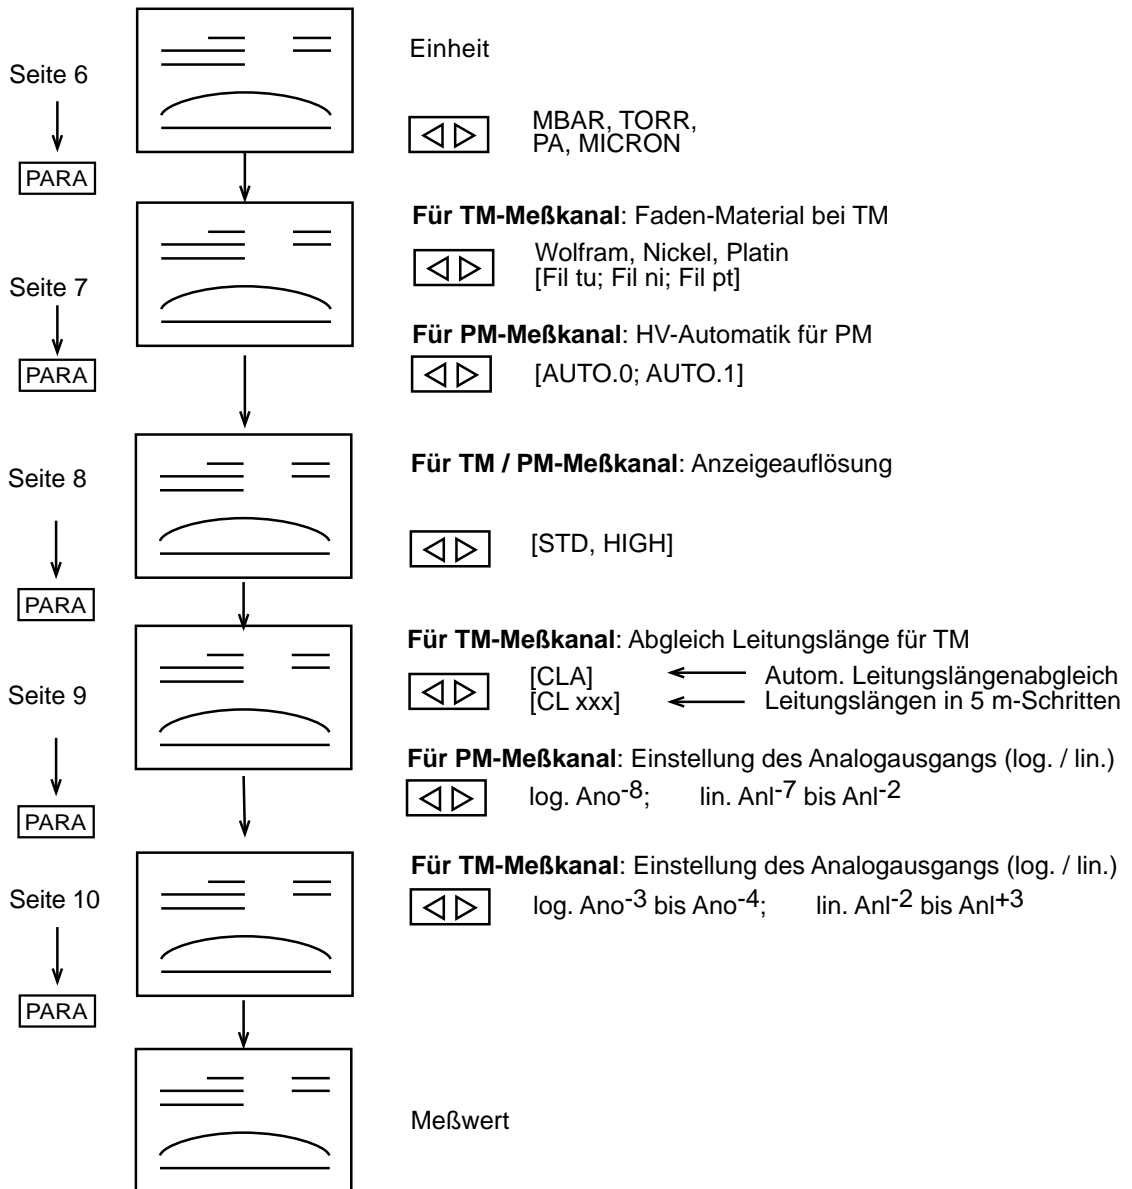 Einheit
Seite 6
MBAR, TORR,
PA, MICRON
PARA
Für TM-Meßkanal: Faden-Material bei TM
Wolfram, Nickel, Platin
[Fil tu; Fil ni; Fil pt]
Seite 7
Für PM-Meßkanal: HV-Automatik für PM
PARA
[AUTO.0; AUTO.1]
Für TM / PM-Meßkanal: Anzeigeauflösung
Seite 8
[STD, HIGH]
PARA
Für TM-Meßkanal: Abgleich Leitungslänge für TM
[CLA] Autom. Leitungslängenabgleich
[CL xxx] Leitungslängen in 5 m-Schritten
Seite 9
Für PM-Meßkanal: Einstellung des Analogausgangs (log. / lin.)
log. Ano-8; lin. Anl-7 bis Anl-2
PARA
Für TM-Meßkanal: Einstellung des Analogausgangs (log. / lin.)
Seite 10
log. Ano-3 bis Ano-4; lin. Anl-2 bis Anl+3
PARA
Meßwert